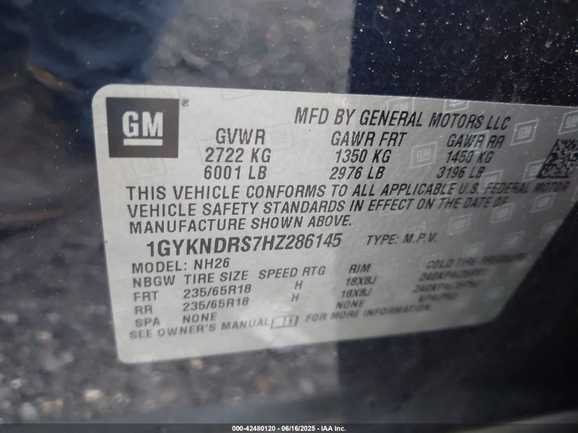 GM ®
MFD BY GENERAL MOTORS LLC
GVWR GAWR FRT GAWR RR
2722 KG 1350 KG 1450 KG
6001 LB 2976 LB 3196 LB
THIS VEHICLE CONFORMS TO ALL APPLICABLE U.S. FEDERAL MOTOR
VEHICLE SAFETY STANDARDS IN EFFECT ON THE DATE OF
MANUFACTURE SHOWN ABOVE.
1GYKNDRS7HZ286145 TYPE: M.P.V.
MODEL: NH26
NBGW TIRE SIZE SPEED RTG RIM COLD TIRE PRESSURE
FRT 235/65R18 H 18X8J
RR 235/65R18 H 18X8J
SPA NONE NONE
SEE OWNER'S MANUAL FOR MORE INFORMATION.
000-42480120 - 06/16/2025 - IAA Inc.